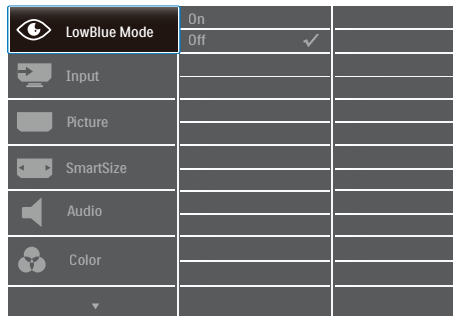 LowBlue Mode
On
Off
Input
Picture
SmartSize
Audio
Color